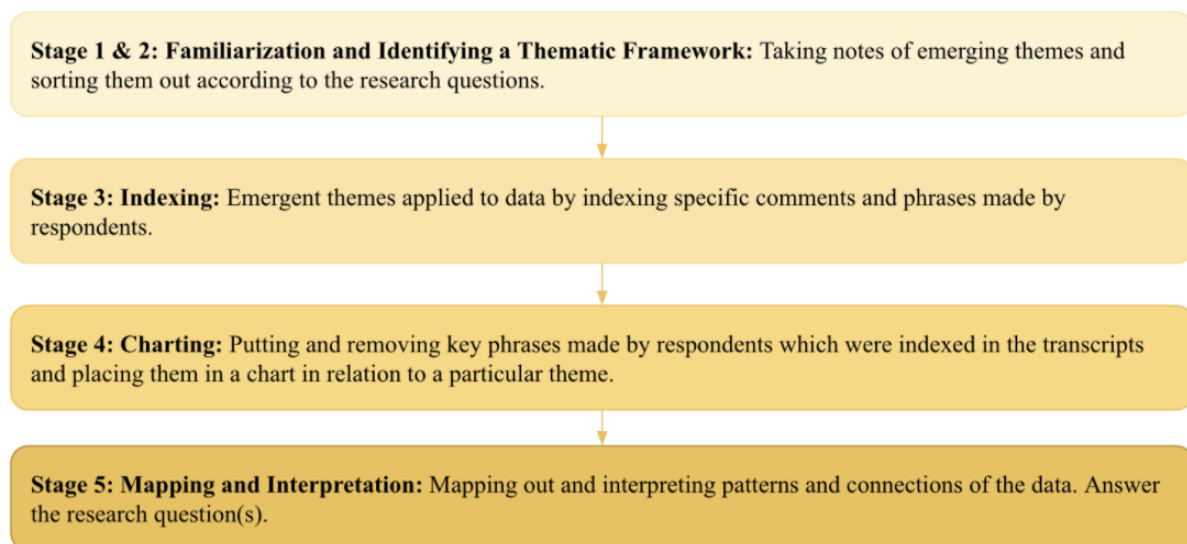 Stage 1 & 2: Familiarization and Identifying a Thematic Framework: Taking notes of emerging themes and
sorting them out according to the research questions.
Stage 3: Indexing: Emergent themes applied to data by indexing specific comments and phrases made by
respondents.
Stage 4: Charting: Putting and removing key phrases made by respondents which were indexed in the transcripts
and placing them in a chart in relation to a particular theme.
Stage 5: Mapping and Interpretation: Mapping out and interpreting patterns and connections of the data. Answer
the research question(s).